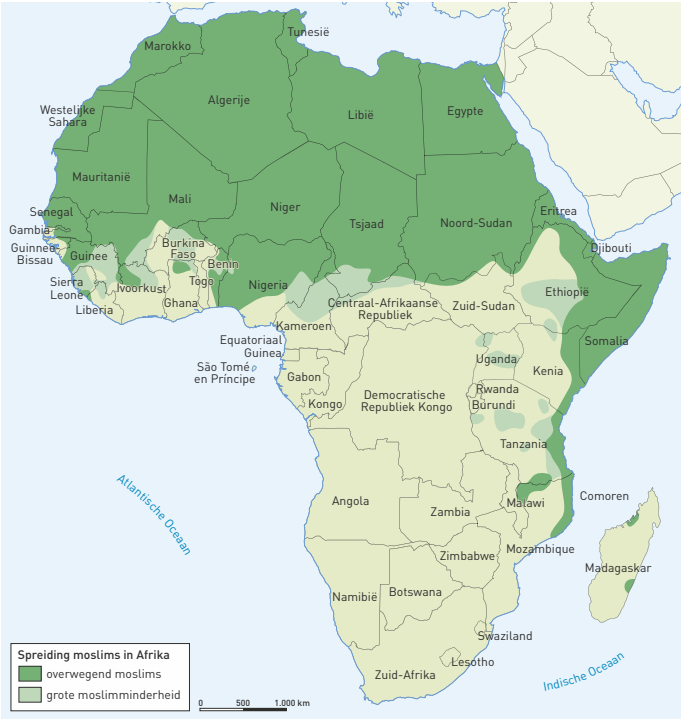 Tunesië
Marokko
Algerije
Libië
Egypte
Westelijke
Sahara
Mauritanië
Mali
Niger
Tsjaad
Noord-Sudan
Eritrea
Senegal
Gambia
Guinnee
Bissau
Guinee
Burkina
Faso
Benin
Djibouti
Sierra
Leone
Ivoorkust
Togo
Ghana
Nigeria
Liberia
Centraal-Afrikaanse
Republiek
Zuid-Sudan
Ethiopië
Kameroen
Somalia
Equatoriaal
Guinea
São Tomé
en Príncipe
Gabon
Kongo
Democratische
Republiek Kongo
Uganda
Kenia
Rwanda
Burundi
Tanzania
Atlantische Oceaan
Angola
Zambia
Malawi
Comoren
Mozambique
Zimbabwe
Madagaskar
Namibië
Botswana
Swaziland
Lesotho
Zuid-Afrika
Indische Oceaan
Spreiding moslims in Afrika
overwegend moslims
grote moslimminderheid
0 500 1.000 km